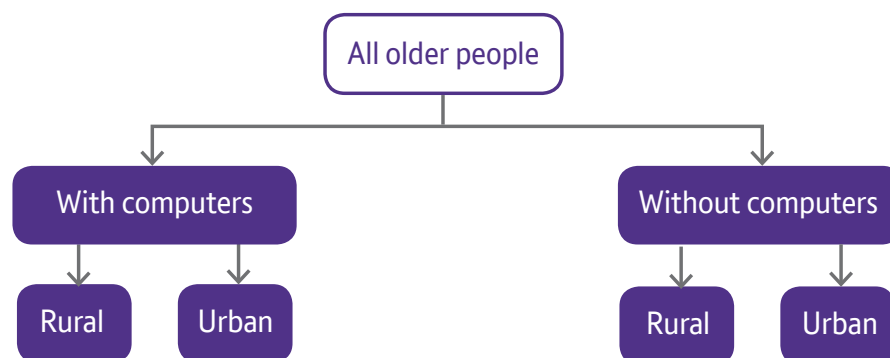 All older people
With computers
Without computers
Rural
Urban
Rural
Urban